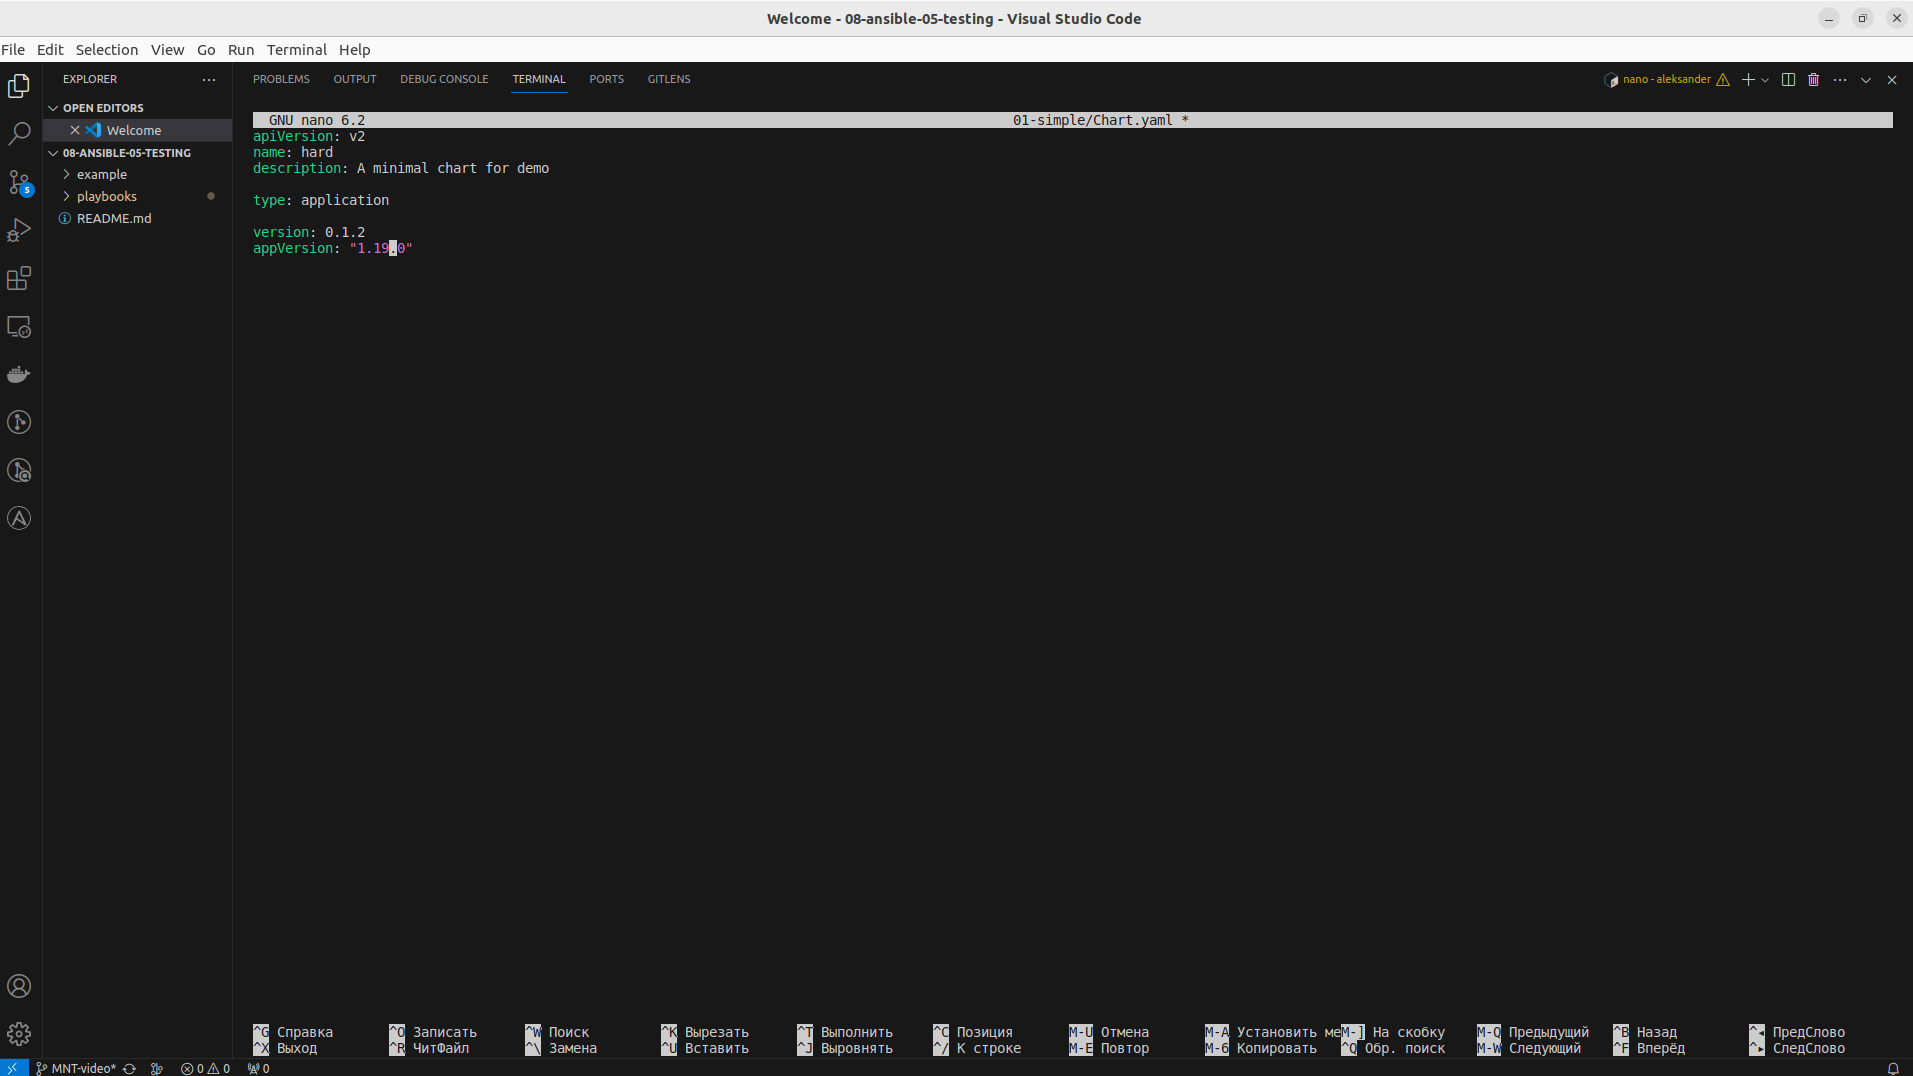 Welcome - 08-ansible-05-testing - Visual Studio Code
File Edit Selection View Go Run Terminal Help
EXPLORER
PROBLEMS OUTPUT DEBUG CONSOLE TERMINAL PORTS GITLENS
nano - aleksander
OPEN EDITORS
Welcome
08-ANSIBLE-05-TESTING
example
playbooks
README.md
5
GNU nano 6.2 01-simple/Chart.yaml *
apiVersion: v2
name: hard
description: A minimal chart for demo
type: application
version: 0.1.2
appVersion: "1.19.0"
^G Справка ^O Записать ^W Поиск ^K Вырезать ^T Выполнить ^C Позиция M-U Отмена M-A Установить ме M-] На скобку M-Q Предыдущий ^B Назад ^◂ ПредСлово
^X Выход ^R ЧитФайл ^\ Замена ^U Вставить ^J Выровнять ^/ К строке M-E Повтор M-6 Копировать ^Q Обр. поиск M-W Следующий ^F Вперёд ^▸ СледСлово
MNT-video* 0 0 0